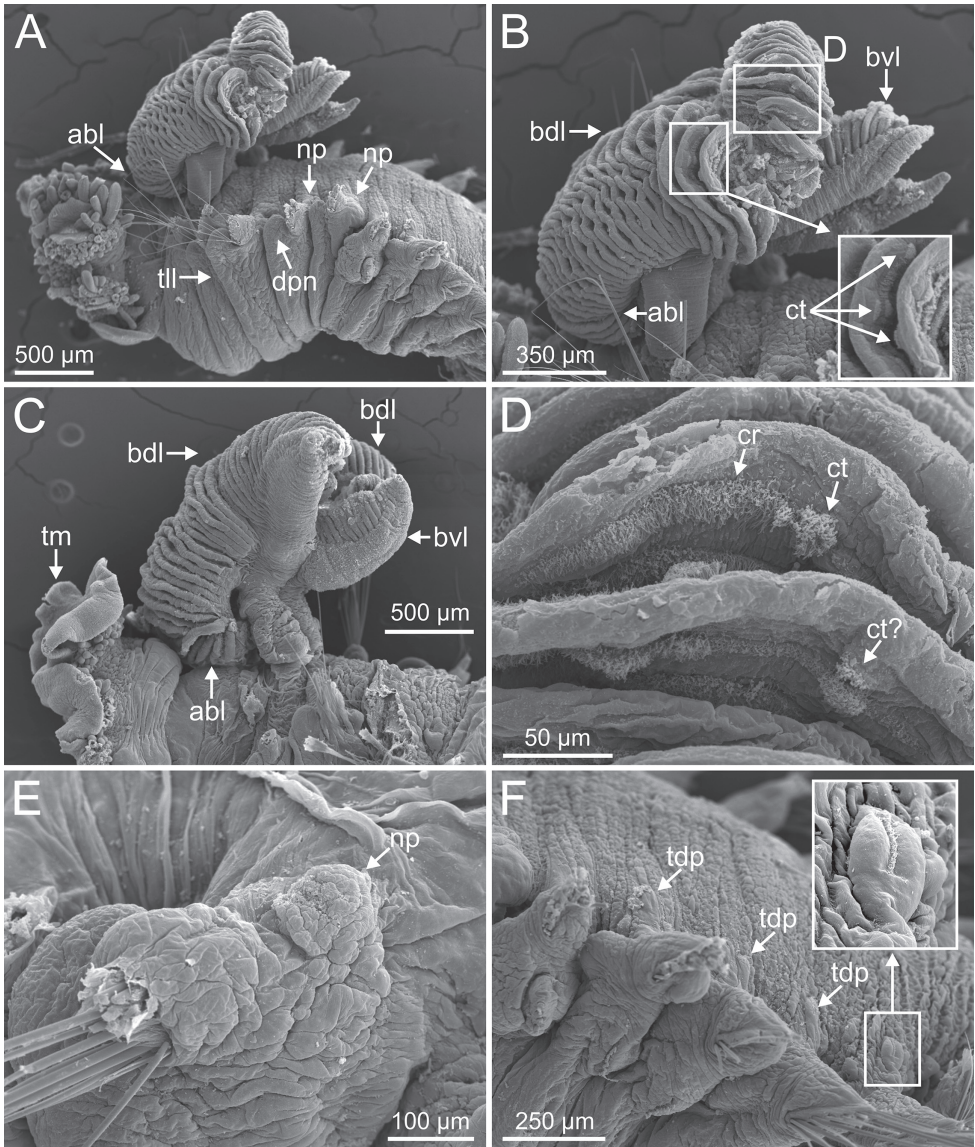 A
abl
np
np
tll
dpn
500 µm
B
D
bvl
bdl
ct
abl
350 µm
C
bdl
bdl
tm
bvl
500 µm
abl
D
cr
ct
ct?
50 µm
E
np
100 µm
F
tdp
tdp
tdp
250 µm